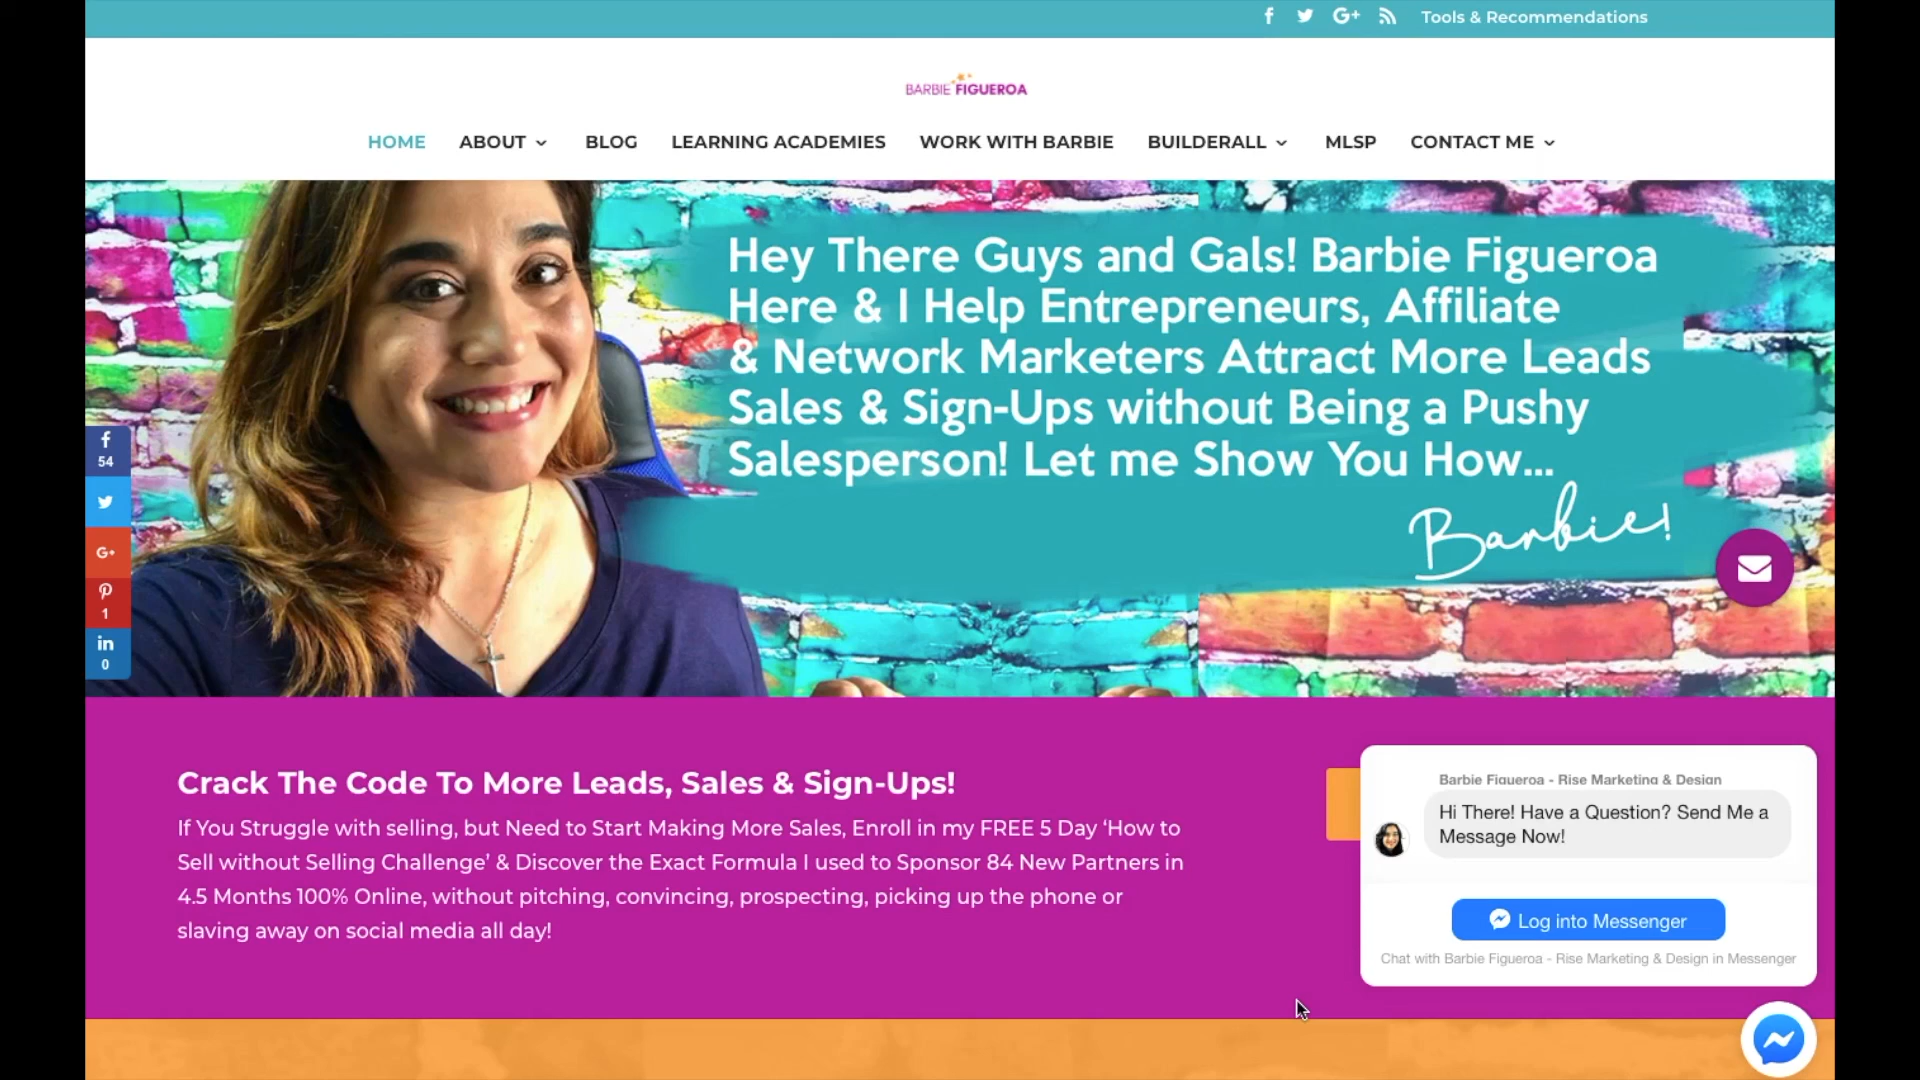 Tools & Recommendations
BARBIE FIGUEROA
HOME ABOUT BLOG LEARNING ACADEMIES WORK WITH BARBIE BUILDERALL MLSP CONTACT ME
Hey There Guys and Gals! Barbie Figueroa
Here & I Help Entrepreneurs, Affiliate
& Network Marketers Attract More Leads
Sales & Sign-Ups without Being a Pushy
Salesperson! Let me Show You How...
Barbie!
54
1
0
Crack The Code To More Leads, Sales & Sign-Ups!
If You Struggle with selling, but Need to Start Making More Sales, Enroll in my FREE 5 Day ‘How to
Sell without Selling Challenge’ & Discover the Exact Formula I used to Sponsor 84 New Partners in
4.5 Months 100% Online, without pitching, convincing, prospecting, picking up the phone or
slaving away on social media all day!
Barbie Figueroa - Rise Marketing & Design
Hi There! Have a Question? Send Me a
Message Now!
Log into Messenger
Chat with Barbie Figueroa - Rise Marketing & Design in Messenger